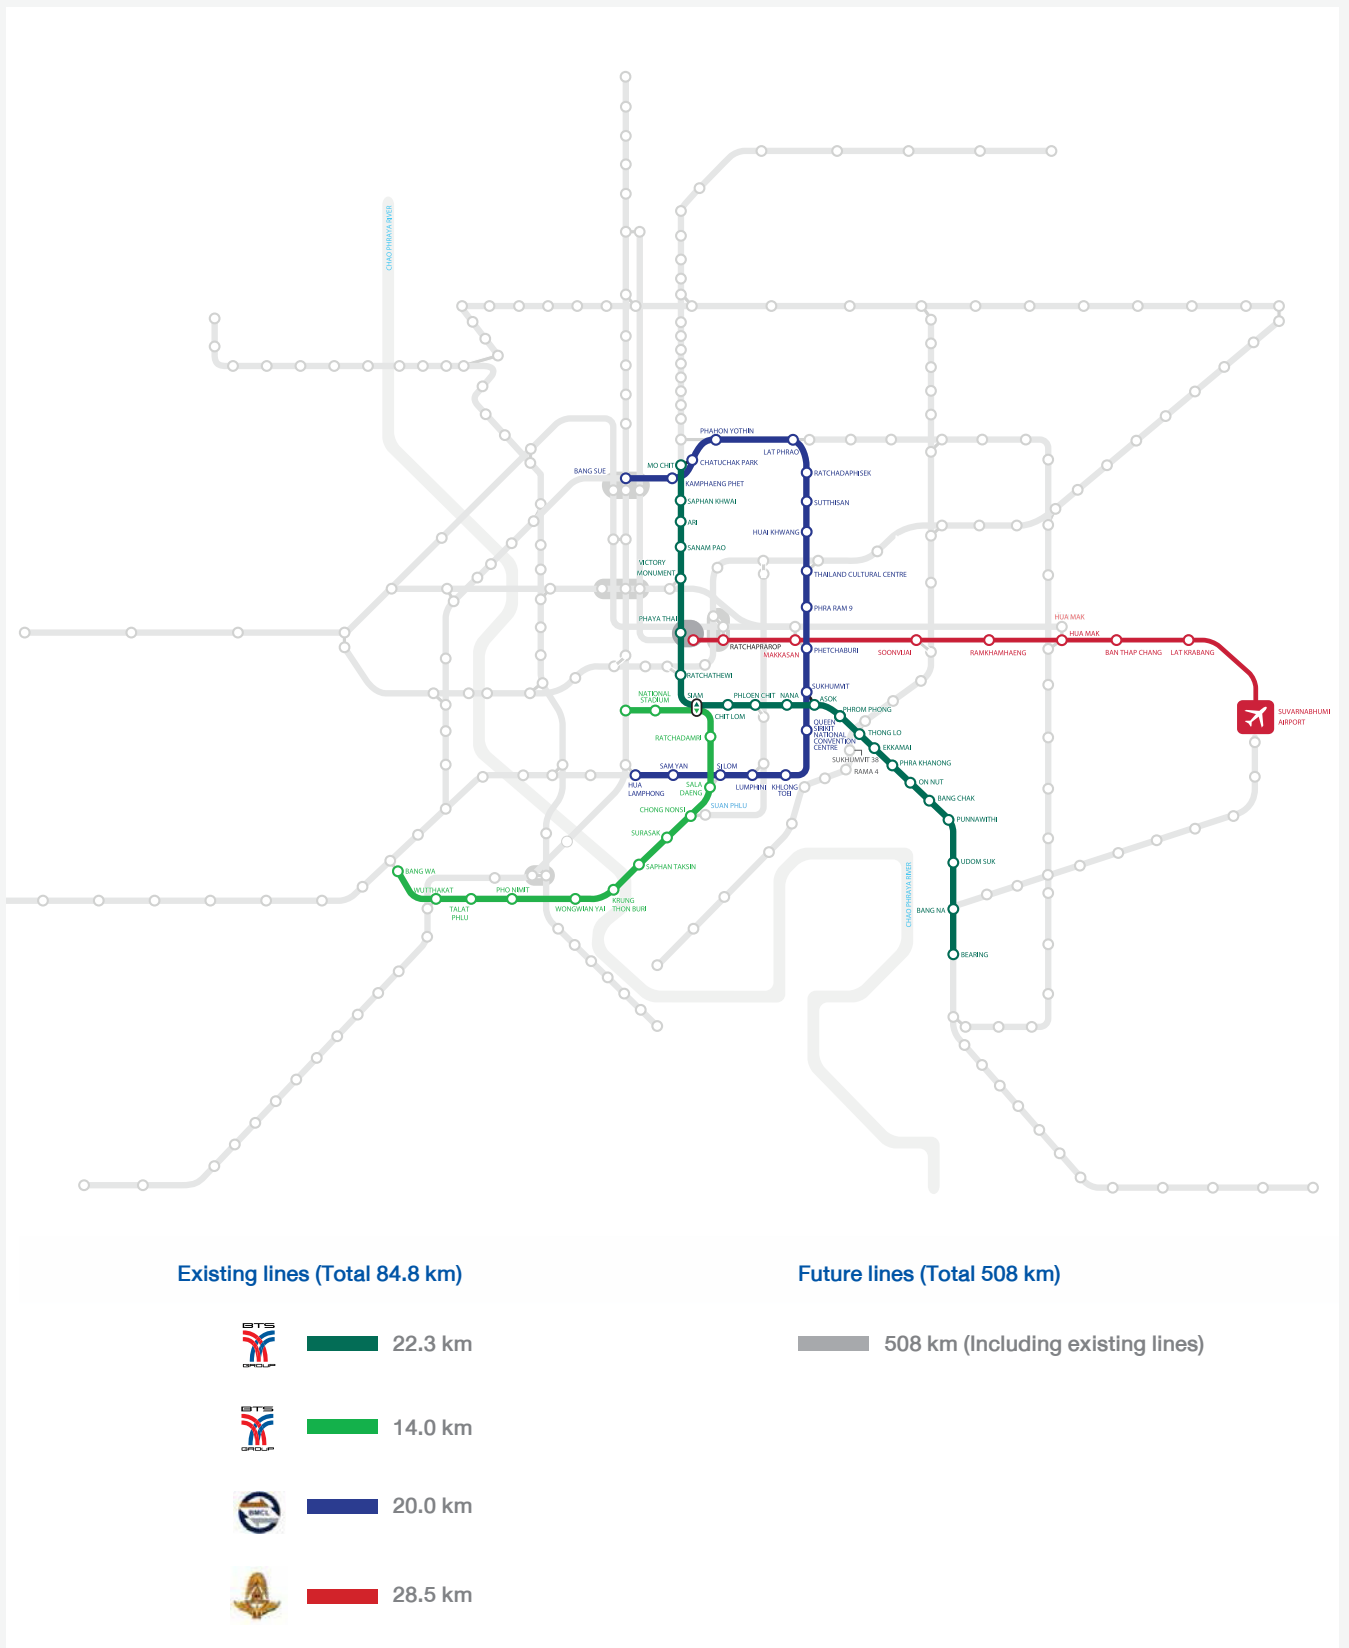 CHAO PHRAYA RIVER
PHAHON YOTHIN
LAT PHRAO
MO CHIT
CHATUCHAK PARK
BANG SUE
KAMPHAENG PHET
RATCHADAPHISEK
SAPHAN KHWAI
SUTTHISAN
ARI
HUAI KHWANG
SANAM PAO
VICTORY
MONUMENT
THAILAND CULTURAL CENTRE
PHRA RAM 9
PHAYA THAI
HUA MAK
HUA MAK
RATCHAPRAROP
MAKKASAN
PHETCHABURI
SOONVIJAI
RAMKHAMHAENG
BAN THAP CHANG
LAT KRABANG
RATCHATHEWI
SUKHUMVIT
NATIONAL
STADIUM
SIAM
PHLOEN CHIT
NANA
ASOK
CHIT LOM
PHROM PHONG
SUVARNABHUMI
AIRPORT
QUEEN
SIRIKIT
NATIONAL
CONVENTION
CENTRE
THONG LO
RATCHADAMRI
EKKAMAI
SUKHUMVIT 38
PHRA KHANONG
RAMA 4
SAM YAN
SI LOM
ON NUT
HUA
LAMPHONG
SALA
DAENG
LUMPHINI
KHLONG
TOEI
BANG CHAK
CHONG NONSI
SUAN PHLU
PUNNAWITHI
SURASAK
UDOM SUK
SAPHAN TAKSIN
BANG WA
CHAO PHRAYA RIVER
WUTTHAKAT
PHO NIMIT
TALAT
PHLU
WONGWIAN YAI
KRUNG
THON BURI
BANG NA
BEARING
Existing lines (Total 84.8 km)
Future lines (Total 508 km)
BTS
GROUP
22.3 km
508 km (Including existing lines)
BTS
GROUP
14.0 km
BMCL
20.0 km
28.5 km